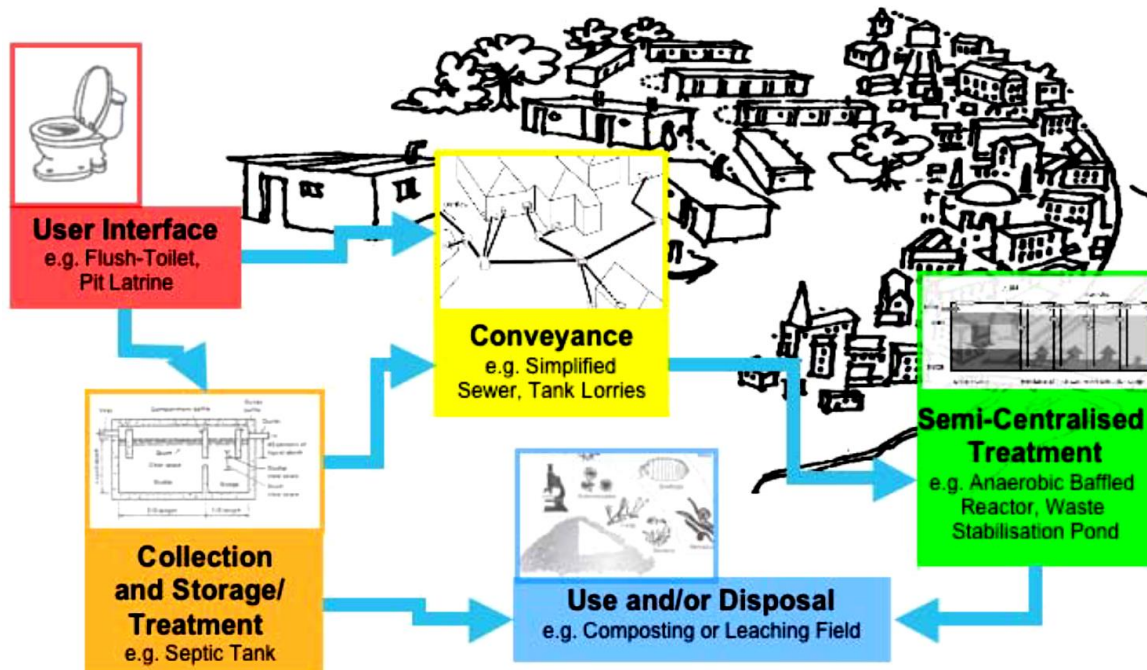 User Interface
e.g. Flush-Toilet,
Pit Latrine
Conveyance
e.g. Simplified
Sewer, Tank Lorries
Semi-Centralised
Treatment
e.g. Anaerobic Baffled
Reactor, Waste
Stabilisation Pond
Collection
and Storage/
Treatment
e.g. Septic Tank
Use and/or Disposal
e.g. Composting or Leaching Field